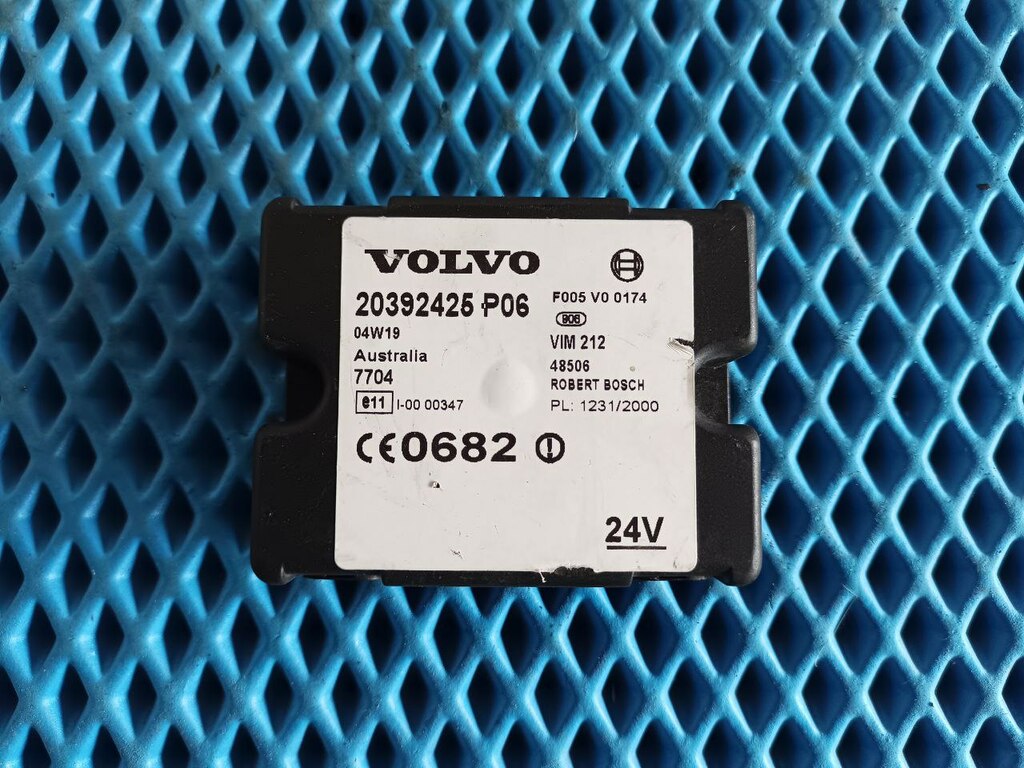 VOLVO
20392425 P06
04W19
Australia
7704
e11 I-00 00347
CE0682
F005 V0 0174
VIM 212
48506
ROBERT BOSCH
PL: 1231/2000
24V